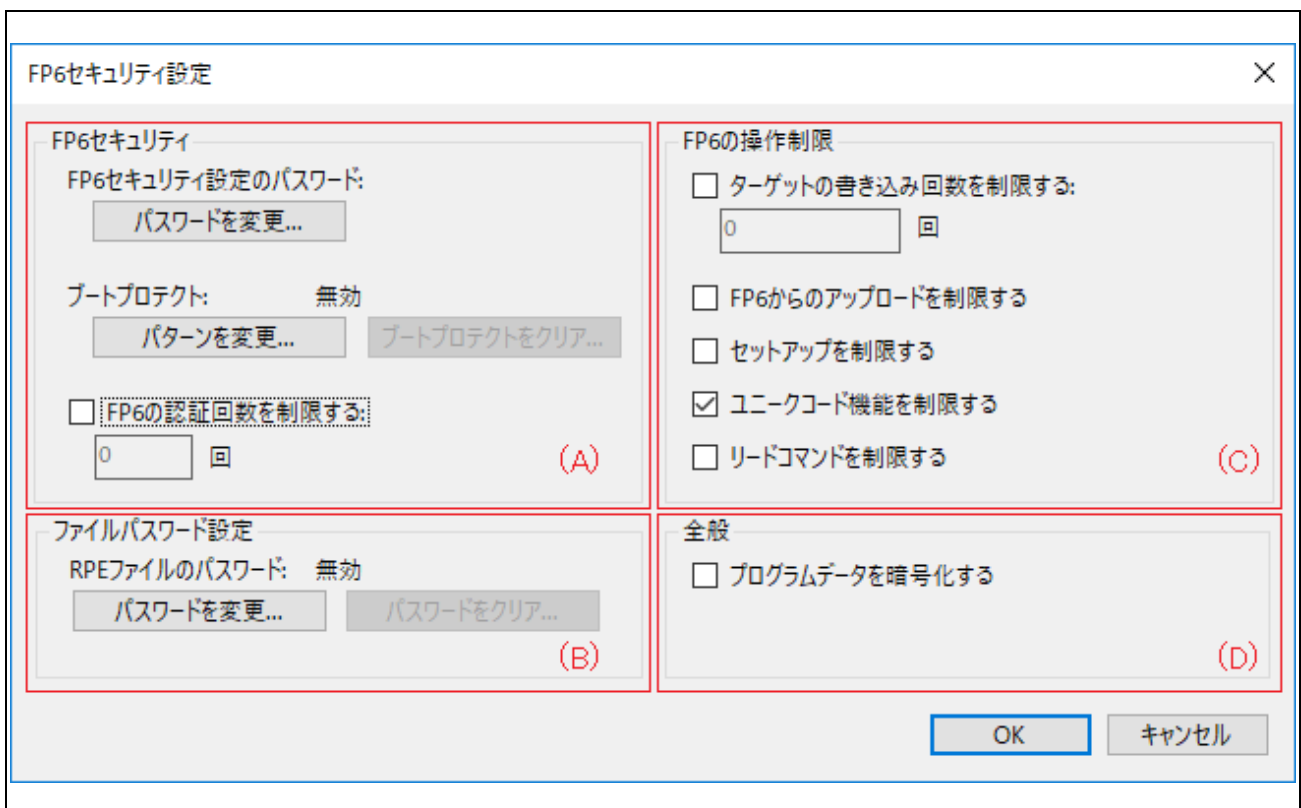 FP6セキュリティ設定
FP6セキュリティ
FP6セキュリティ設定のパスワード:
パスワードを変更...
ブートプロテクト: 無効
パターンを変更... ブートプロテクトをクリア...
FP6の認証回数を制限する:
0 回
(A)
ファイルパスワード設定
RPEファイルのパスワード: 無効
パスワードを変更... パスワードをクリア...
(B)
FP6の操作制限
ターゲットの書き込み回数を制限する:
0 回
FP6からのアップロードを制限する
セットアップを制限する
ユニークコード機能を制限する
リードコマンドを制限する
(C)
全般
プログラムデータを暗号化する
(D)
OK キャンセル